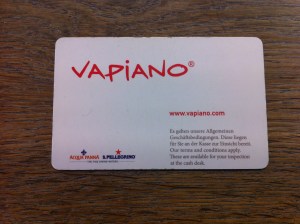 VAPIANO®
www.vapiano.com
Es gelten unsere Allgemeinen
Geschäftsbedingungen. Diese liegen
für Sie an der Kasse zur Einsicht bereit.
Our terms and conditions apply.
These are available for your inspection
at the cash desk.
ACQUA PANNA S.PELLEGRINO